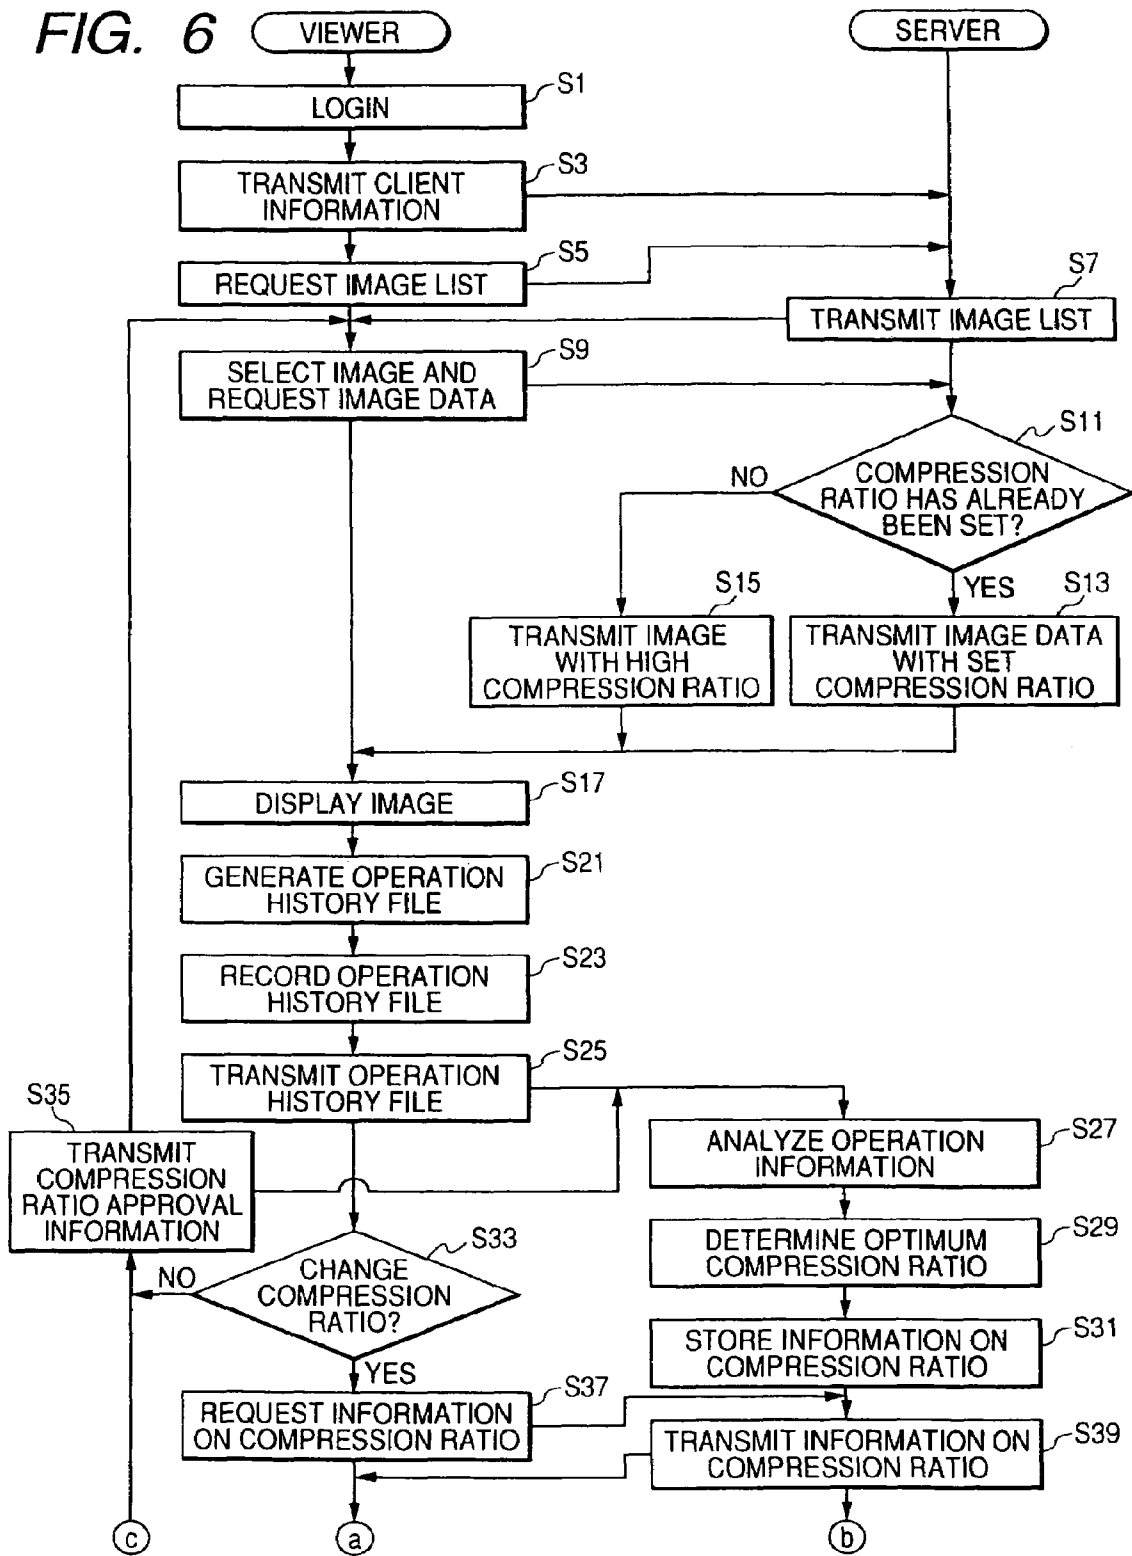 FIG. 6
VIEWER
SERVER
S1
LOGIN
S3
TRANSMIT CLIENT
INFORMATION
S5
REQUEST IMAGE LIST
S7
TRANSMIT IMAGE LIST
S9
SELECT IMAGE AND
REQUEST IMAGE DATA
S11
COMPRESSION
RATIO HAS ALREADY
BEEN SET?
NO
YES
S15
TRANSMIT IMAGE
WITH HIGH
COMPRESSION RATIO
S13
TRANSMIT IMAGE DATA
WITH SET
COMPRESSION RATIO
S17
DISPLAY IMAGE
S21
GENERATE OPERATION
HISTORY FILE
S23
RECORD OPERATION
HISTORY FILE
S25
TRANSMIT OPERATION
HISTORY FILE
S35
TRANSMIT
COMPRESSION
RATIO APPROVAL
INFORMATION
S27
ANALYZE OPERATION
INFORMATION
S29
DETERMINE OPTIMUM
COMPRESSION RATIO
S33
CHANGE
COMPRESSION
RATIO?
NO
YES
S31
STORE INFORMATION ON
COMPRESSION RATIO
S37
REQUEST INFORMATION
ON COMPRESSION RATIO
S39
TRANSMIT INFORMATION ON
COMPRESSION RATIO
c
a
b